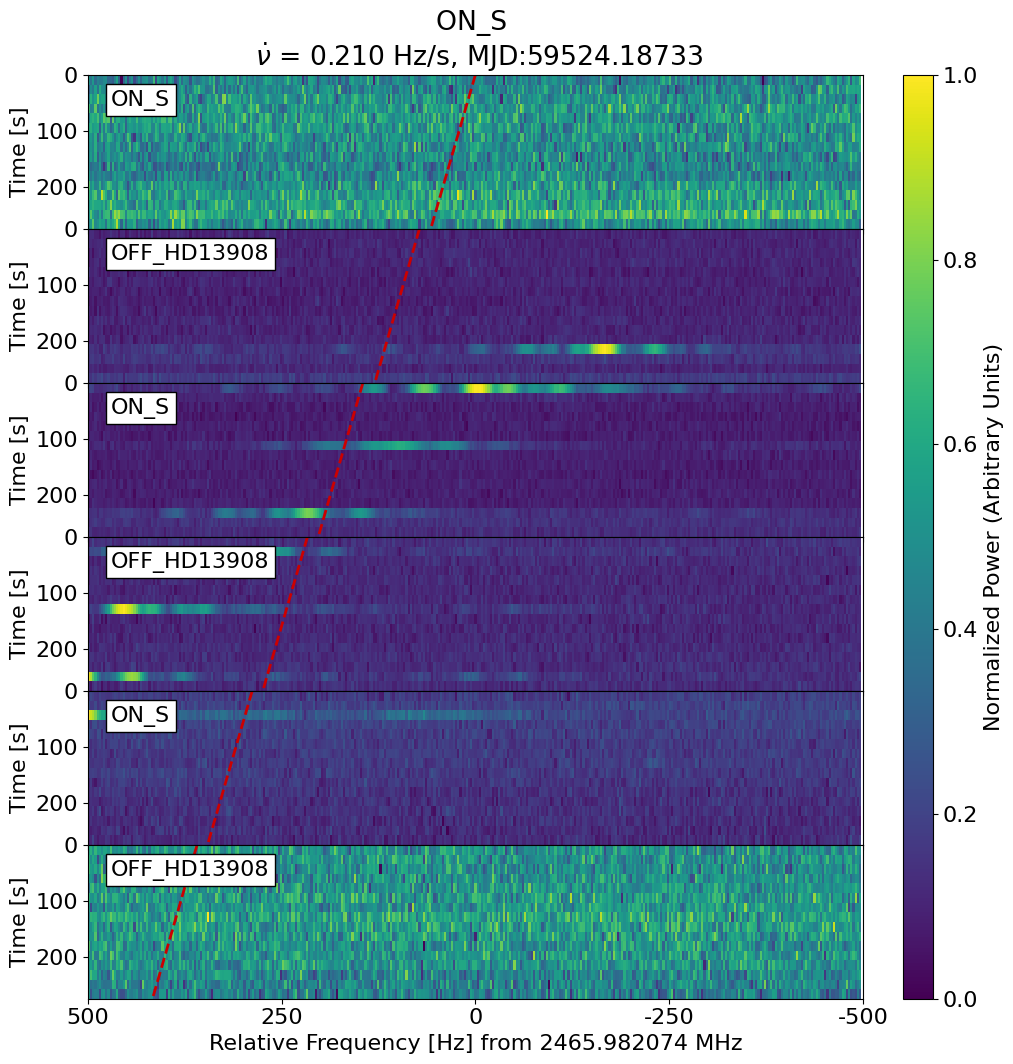 ON_S
ν̇ = 0.210 Hz/s, MJD:59524.18733
0
100
200
Time [s]
ON_S
0
100
200
Time [s]
OFF_HD13908
0
100
200
Time [s]
ON_S
0
100
200
Time [s]
OFF_HD13908
0
100
200
Time [s]
ON_S
0
100
200
Time [s]
OFF_HD13908
500 250 0 -250 -500
Relative Frequency [Hz] from 2465.982074 MHz
1.0
0.8
0.6
0.4
0.2
0.0
Normalized Power (Arbitrary Units)